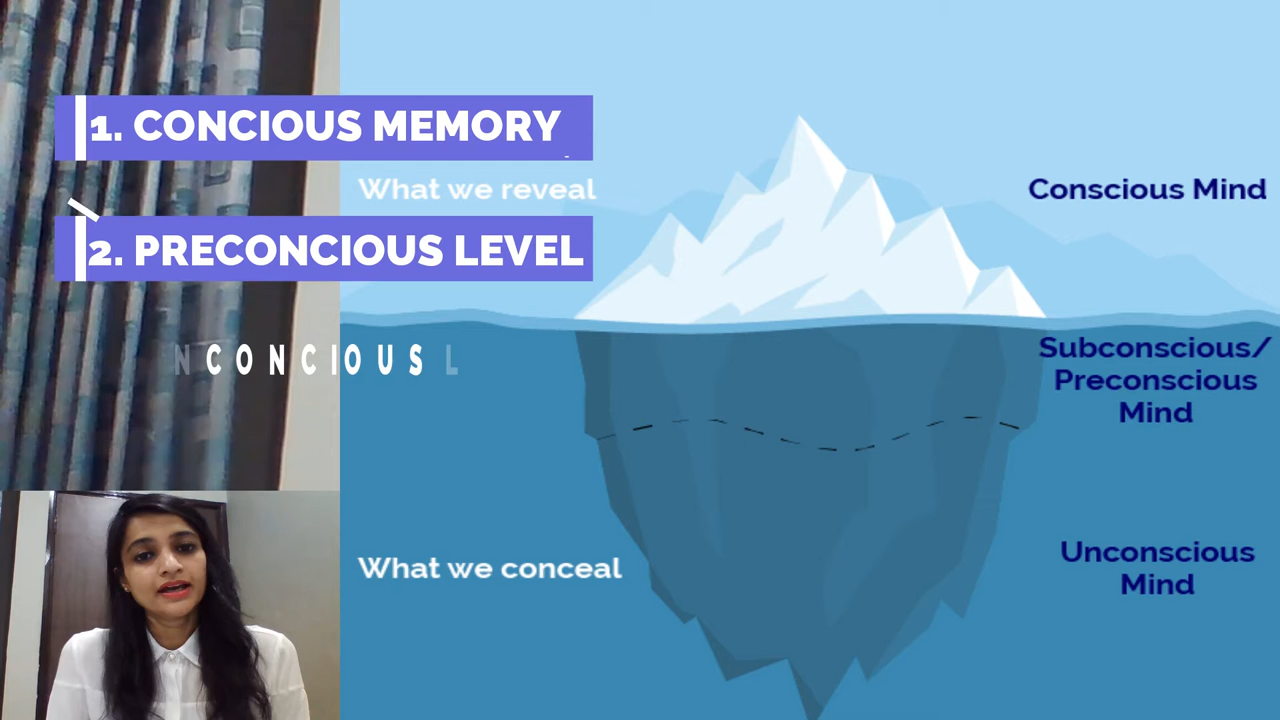 1. CONCIOUS MEMORY
What we reveal
Conscious Mind
2. PRECONCIOUS LEVEL
NCONCIOUS L
Subconscious/
Preconscious
Mind
What we conceal
Unconscious
Mind